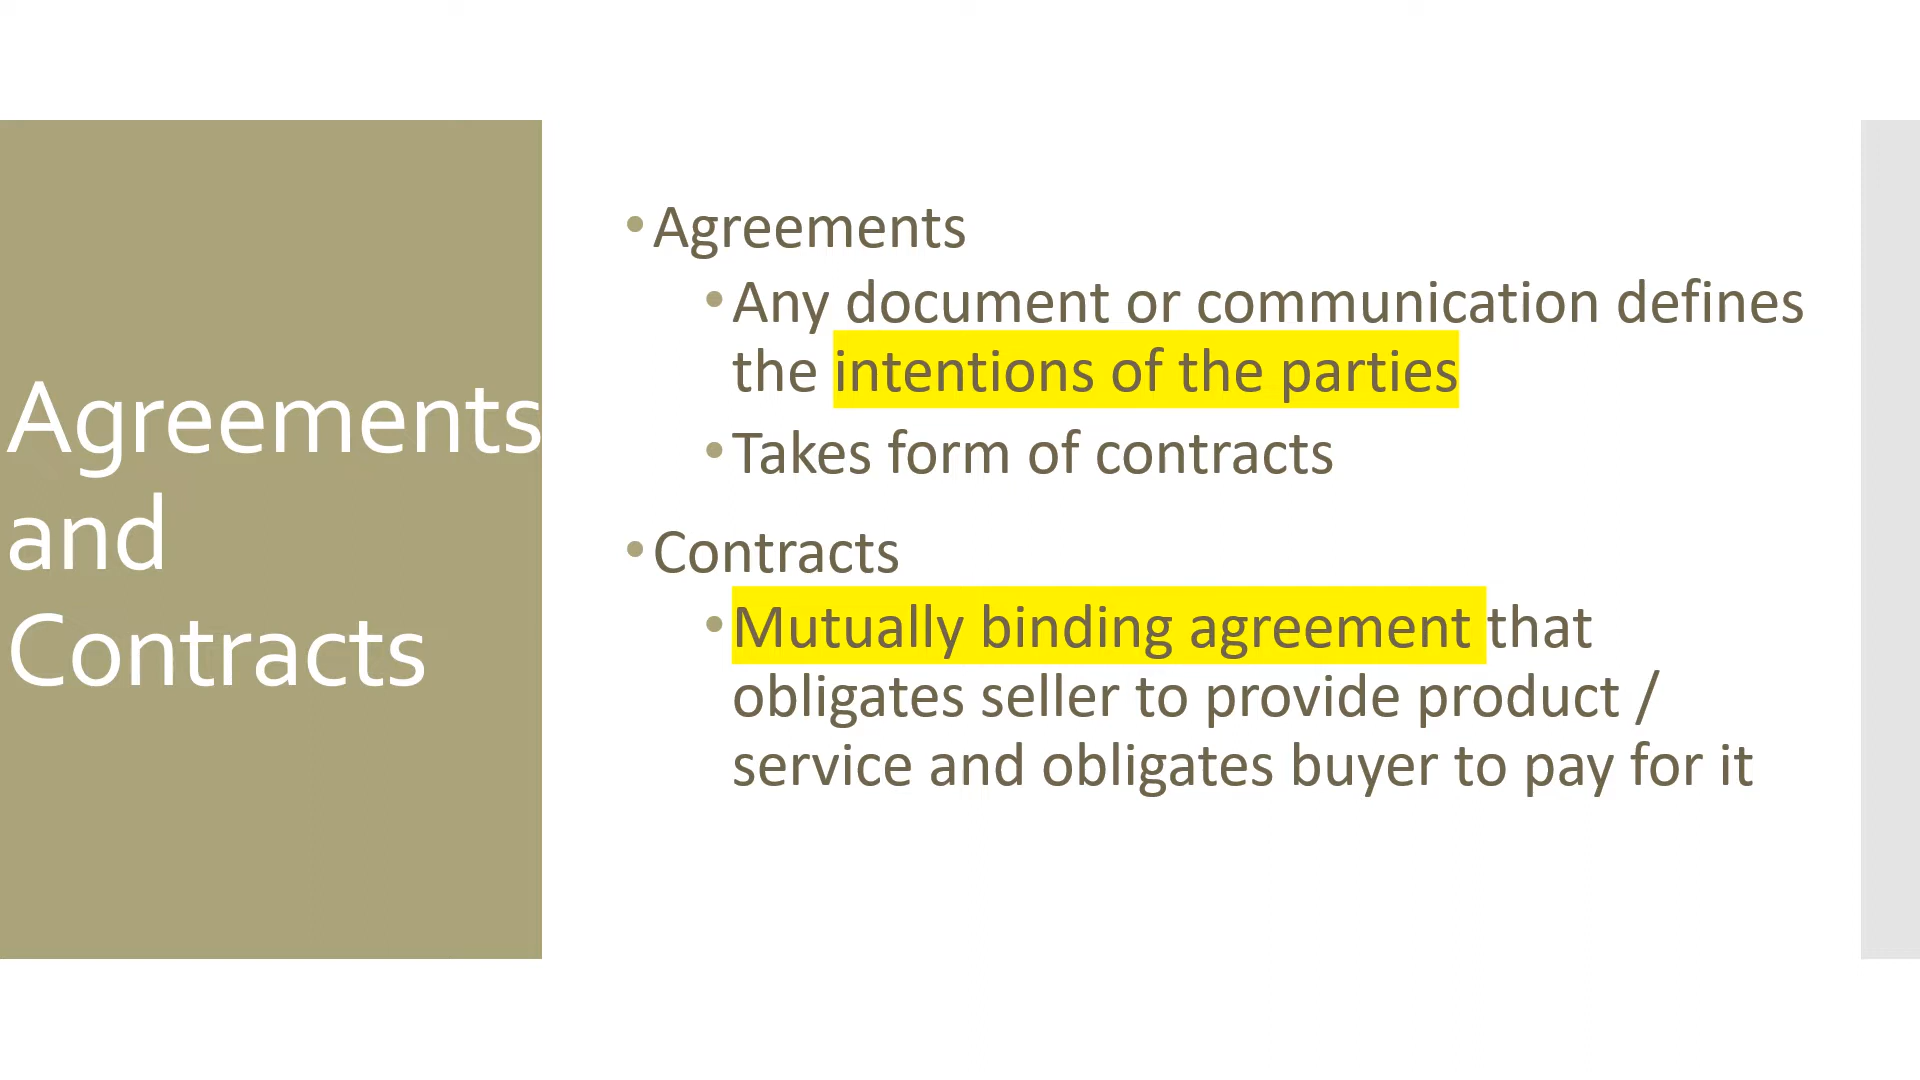 Agreements
and
Contracts
•Agreements
•Any document or communication defines
the intentions of the parties
•Takes form of contracts
•Contracts
•Mutually binding agreement that
obligates seller to provide product /
service and obligates buyer to pay for it